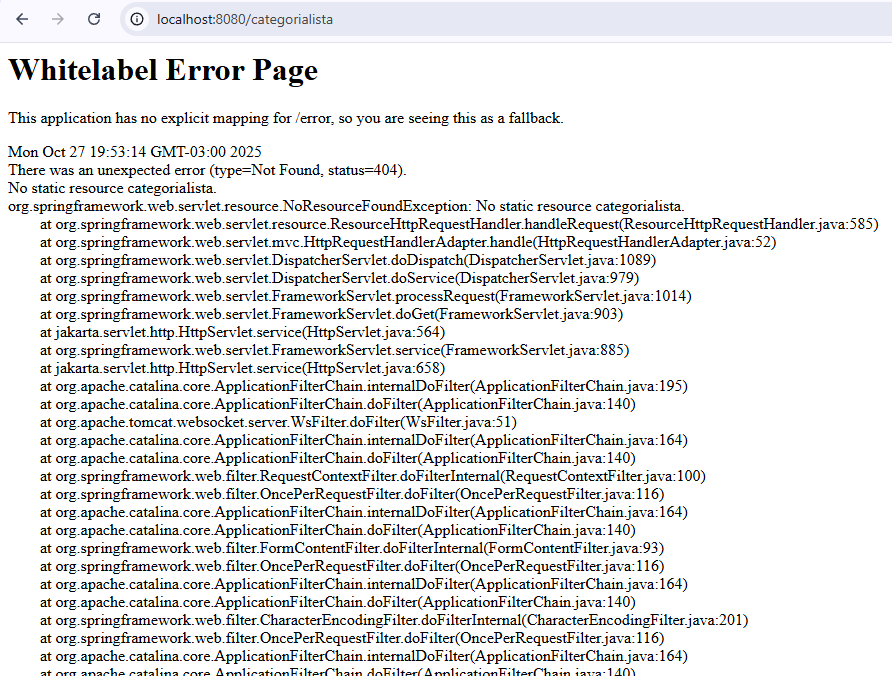 localhost:8080/categorialista
Whitelabel Error Page
This application has no explicit mapping for /error, so you are seeing this as a fallback.
Mon Oct 27 19:53:14 GMT-03:00 2025
There was an unexpected error (type=Not Found, status=404).
No static resource categorialista.
org.springframework.web.servlet.resource.NoResourceFoundException: No static resource categorialista.
at org.springframework.web.servlet.resource.ResourceHttpRequestHandler.handleRequest(ResourceHttpRequestHandler.java:585)
at org.springframework.web.servlet.mvc.HttpRequestHandlerAdapter.handle(HttpRequestHandlerAdapter.java:52)
at org.springframework.web.servlet.DispatcherServlet.doDispatch(DispatcherServlet.java:1089)
at org.springframework.web.servlet.DispatcherServlet.doService(DispatcherServlet.java:979)
at org.springframework.web.servlet.FrameworkServlet.processRequest(FrameworkServlet.java:1014)
at org.springframework.web.servlet.FrameworkServlet.doGet(FrameworkServlet.java:903)
at jakarta.servlet.http.HttpServlet.service(HttpServlet.java:564)
at org.springframework.web.servlet.FrameworkServlet.service(FrameworkServlet.java:885)
at jakarta.servlet.http.HttpServlet.service(HttpServlet.java:658)
at org.apache.catalina.core.ApplicationFilterChain.internalDoFilter(ApplicationFilterChain.java:195)
at org.apache.catalina.core.ApplicationFilterChain.doFilter(ApplicationFilterChain.java:140)
at org.apache.tomcat.websocket.server.WsFilter.doFilter(WsFilter.java:51)
at org.apache.catalina.core.ApplicationFilterChain.internalDoFilter(ApplicationFilterChain.java:164)
at org.apache.catalina.core.ApplicationFilterChain.doFilter(ApplicationFilterChain.java:140)
at org.springframework.web.filter.RequestContextFilter.doFilterInternal(RequestContextFilter.java:100)
at org.springframework.web.filter.OncePerRequestFilter.doFilter(OncePerRequestFilter.java:116)
at org.apache.catalina.core.ApplicationFilterChain.internalDoFilter(ApplicationFilterChain.java:164)
at org.apache.catalina.core.ApplicationFilterChain.doFilter(ApplicationFilterChain.java:140)
at org.springframework.web.filter.FormContentFilter.doFilterInternal(FormContentFilter.java:93)
at org.springframework.web.filter.OncePerRequestFilter.doFilter(OncePerRequestFilter.java:116)
at org.apache.catalina.core.ApplicationFilterChain.internalDoFilter(ApplicationFilterChain.java:164)
at org.apache.catalina.core.ApplicationFilterChain.doFilter(ApplicationFilterChain.java:140)
at org.springframework.web.filter.CharacterEncodingFilter.doFilterInternal(CharacterEncodingFilter.java:201)
at org.springframework.web.filter.OncePerRequestFilter.doFilter(OncePerRequestFilter.java:116)
at org.apache.catalina.core.ApplicationFilterChain.internalDoFilter(ApplicationFilterChain.java:164)
at org.apache.catalina.core.ApplicationFilterChain.doFilter(ApplicationFilterChain.java:140)